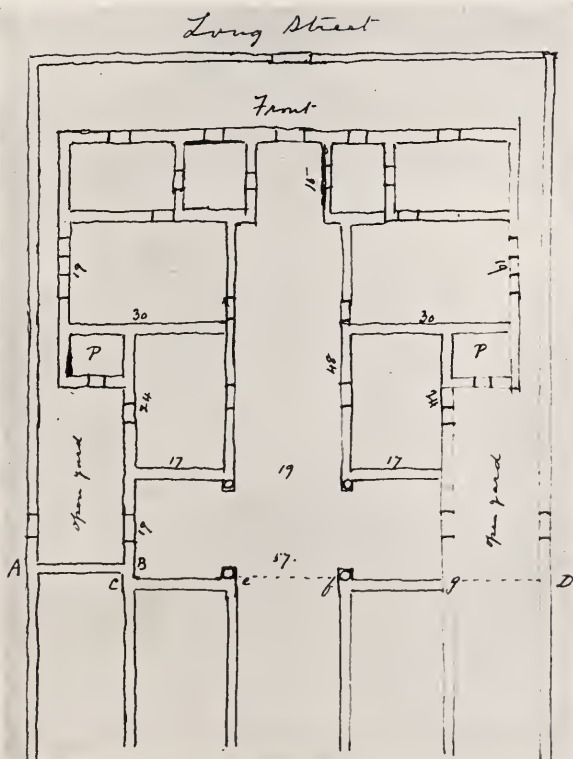 Long Street
Front
15
19
19
30
30
P
P
48
24
24
open yard
17
19
17
open yard
19
57.
A
B
C
e
f
g
D